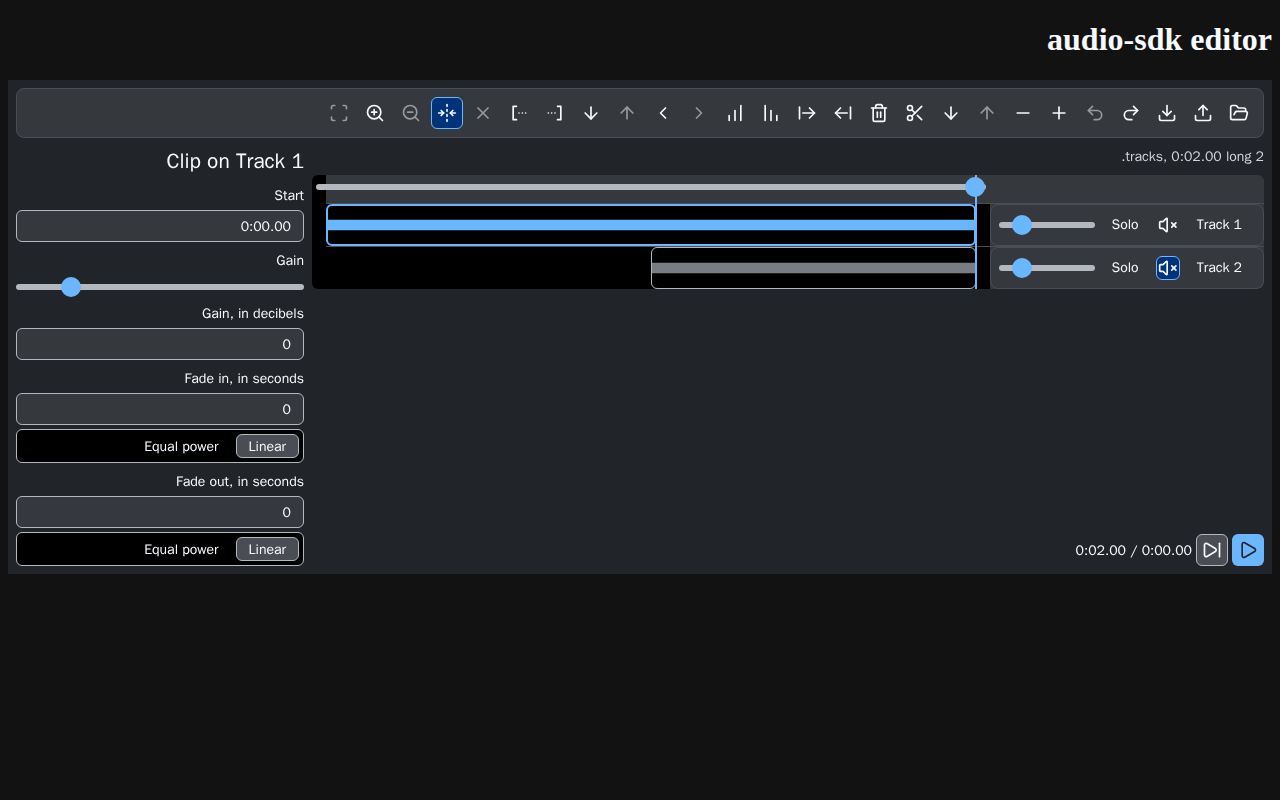 audio-sdk editor
.tracks, 0:02.00 long 2
Track 1
Solo
Track 2
Solo
Clip on Track 1
Start
0:00.00
Gain
Gain, in decibels
0
Fade in, in seconds
0
Linear
Equal power
Fade out, in seconds
0
Linear
Equal power
0:02.00 / 0:00.00